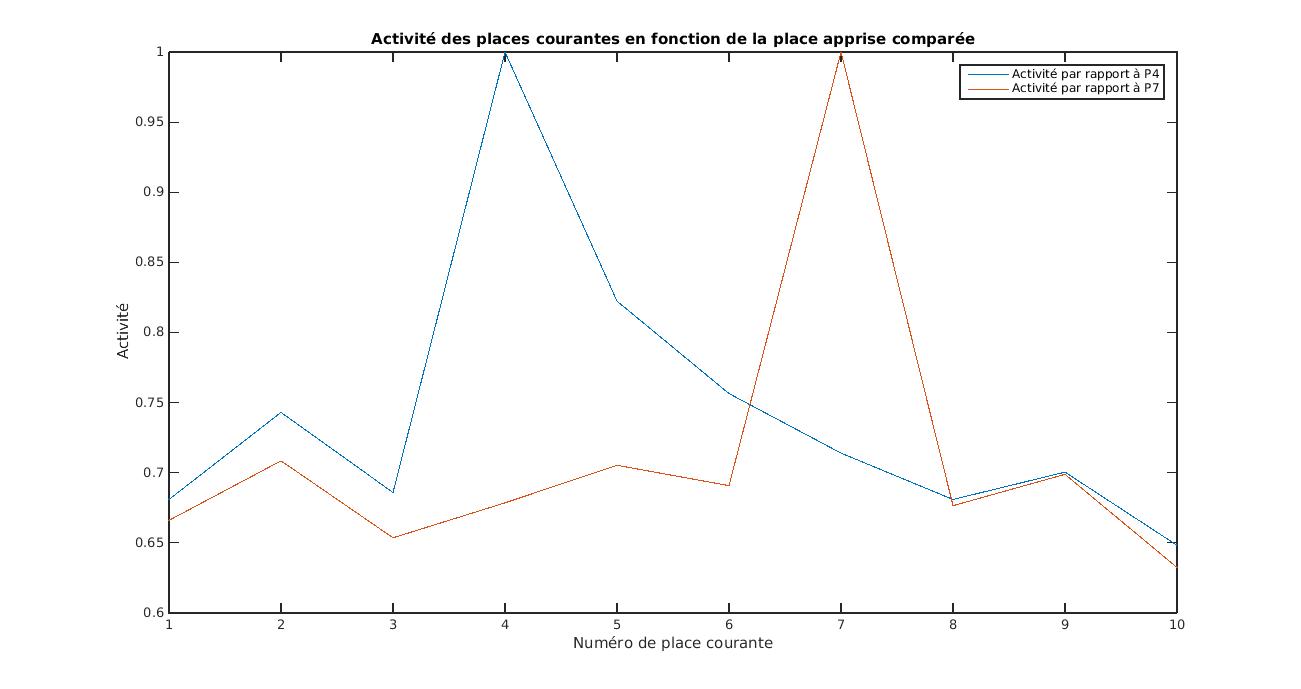 Activité des places courantes en fonction de la place apprise comparée
Activité par rapport à P4
Activité par rapport à P7
1
0.95
0.9
0.85
0.8
0.75
0.7
0.65
0.6
Activité
1 2 3 4 5 6 7 8 9 10
Numéro de place courante